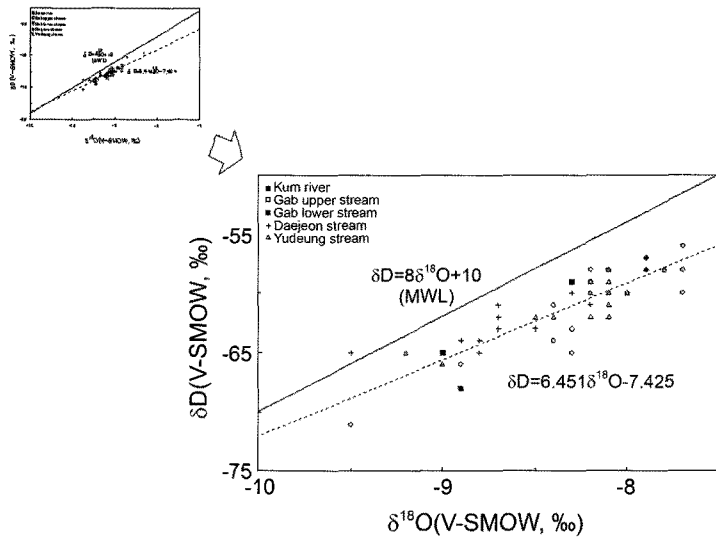 Kum river
Gab upper stream
Gab lower stream
Daejeon stream
Yudeung stream
δD=8δ¹⁸O+10
(MWL)
δD=6.451δ¹⁸O-7.425
-55
-65
-75
δD(V-SMOW, ‰)
-10
-9
-8
δ¹⁸O(V-SMOW, ‰)